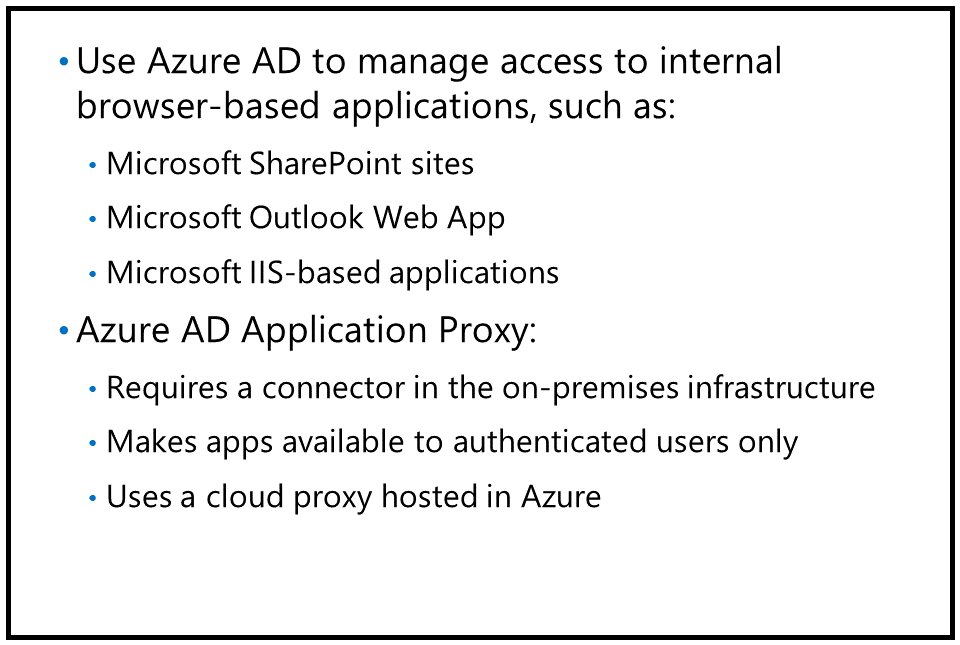 • Use Azure AD to manage access to internal
browser-based applications, such as:
• Microsoft SharePoint sites
• Microsoft Outlook Web App
• Microsoft IIS-based applications
• Azure AD Application Proxy:
• Requires a connector in the on-premises infrastructure
• Makes apps available to authenticated users only
• Uses a cloud proxy hosted in Azure